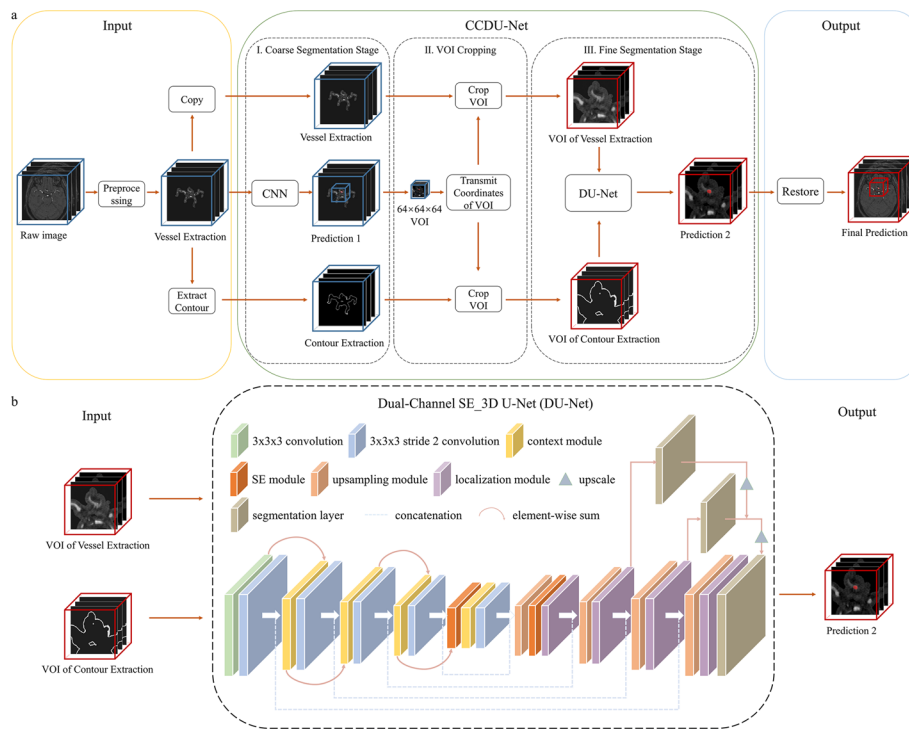 a
Input
CCDU-Net
Output
I. Coarse Segmentation Stage
II. VOI Cropping
III. Fine Segmentation Stage
Copy
Vessel Extraction
Crop
VOI
VOI of Vessel Extraction
Raw image
Preproce
ssing
Vessel Extraction
CNN
Prediction 1
64×64×64
VOI
Transmit
Coordinates
of VOI
DU-Net
Prediction 2
Restore
Final Prediction
Extract
Contour
Contour Extraction
Crop
VOI
VOI of Contour Extraction
b
Input
Dual-Channel SE_3D U-Net (DU-Net)
Output
3x3x3 convolution
3x3x3 stride 2 convolution
context module
SE module
upsampling module
localization module
upscale
segmentation layer
concatenation
element-wise sum
VOI of Vessel Extraction
VOI of Contour Extraction
Prediction 2